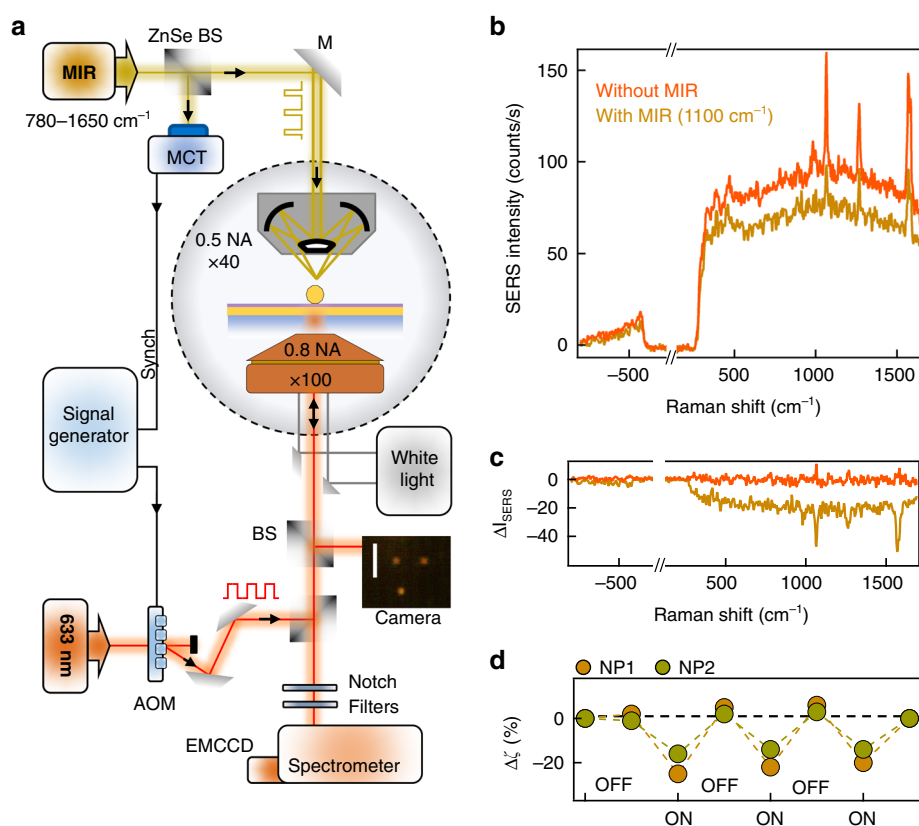 a
ZnSe BS
M
MIR
780–1650 cm⁻¹
MCT
0.5 NA
×40
0.8 NA
×100
Synch
Signal
generator
White
light
BS
Camera
633 nm
AOM
Notch
Filters
EMCCD
Spectrometer
b
SERS intensity (counts/s)
150
100
50
0
Without MIR
With MIR (1100 cm⁻¹)
−500
500
1000
1500
Raman shift (cm⁻¹)
c
ΔI_SERS
0
−20
−40
−500
500
1000
1500
Raman shift (cm⁻¹)
d
NP1
NP2
Δζ (%)
0
−20
OFF
OFF
OFF
ON
ON
ON